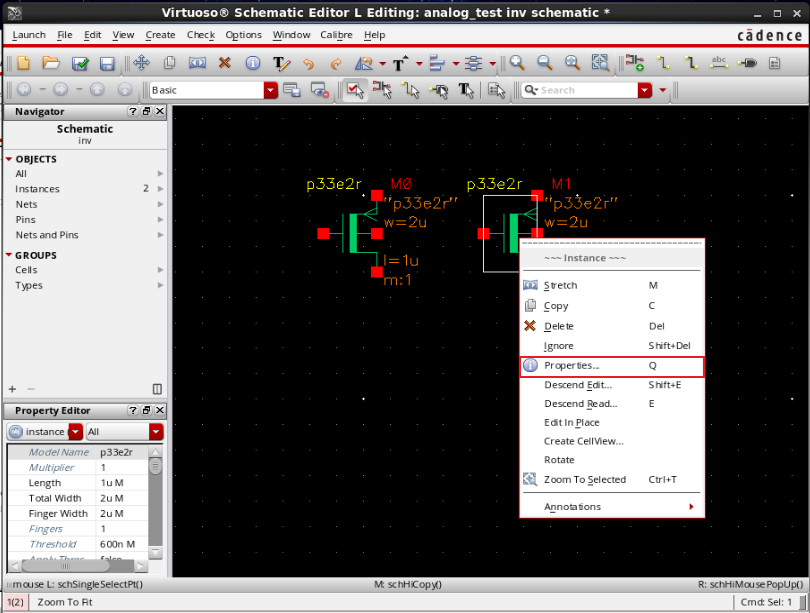 Virtuoso® Schematic Editor L Editing: analog_test inv schematic *
Launch File Edit View Create Check Options Window Calibre Help
cādence
abc
Basic
Search
Navigator
Schematic
inv
OBJECTS
All
Instances 2
Nets
Pins
Nets and Pins
GROUPS
Cells
Types
Property Editor
instance
All
Model Name p33e2r
Multiplier 1
Length 1u M
Total Width 2u M
Finger Width 2u M
Fingers 1
Threshold 600n M
p33e2r M0
"p33e2r"
w=2u
l=1u
m:1
p33e2r M1
"p33e2r"
w=2u
~~~ Instance ~~~
Stretch M
Copy C
Delete Del
Ignore Shift+Del
Properties... Q
Descend Edit... Shift+E
Descend Read... E
Edit In Place
Create CellView...
Rotate
Zoom To Selected Ctrl+T
Annotations
mouse L: schSingleSelectPt()
M: schHiCopy()
R: schHiMousePopUp()
1(2) Zoom To Fit
Cmd: Sel: 1